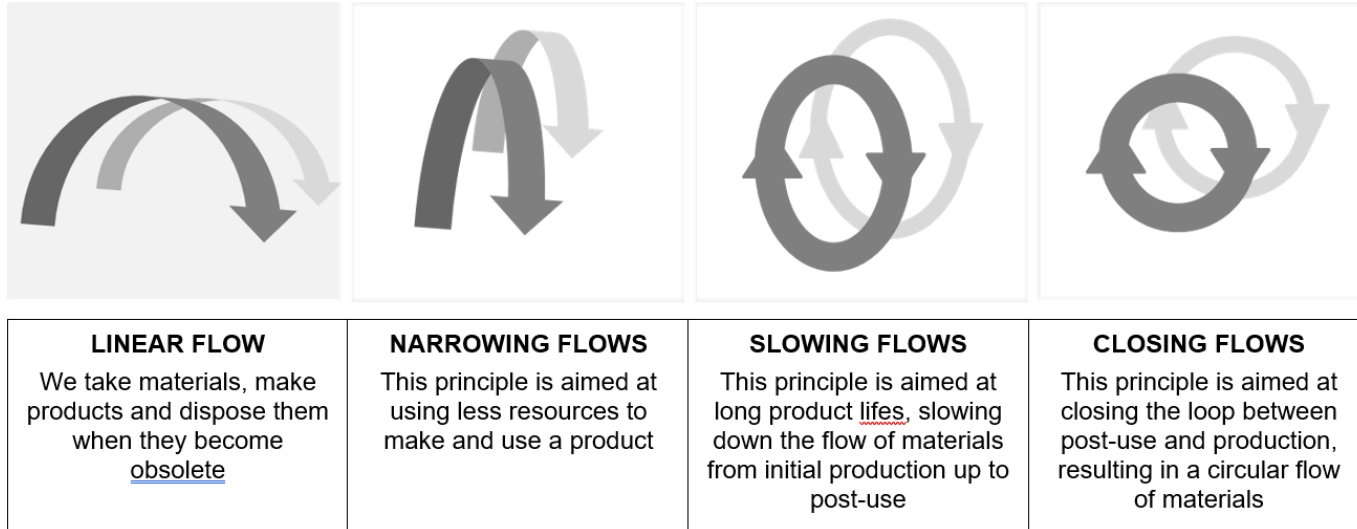 LINEAR FLOW
We take materials, make
products and dispose them
when they become
obsolete
NARROWING FLOWS
This principle is aimed at
using less resources to
make and use a product
SLOWING FLOWS
This principle is aimed at
long product lifes, slowing
down the flow of materials
from initial production up to
post-use
CLOSING FLOWS
This principle is aimed at
closing the loop between
post-use and production,
resulting in a circular flow
of materials